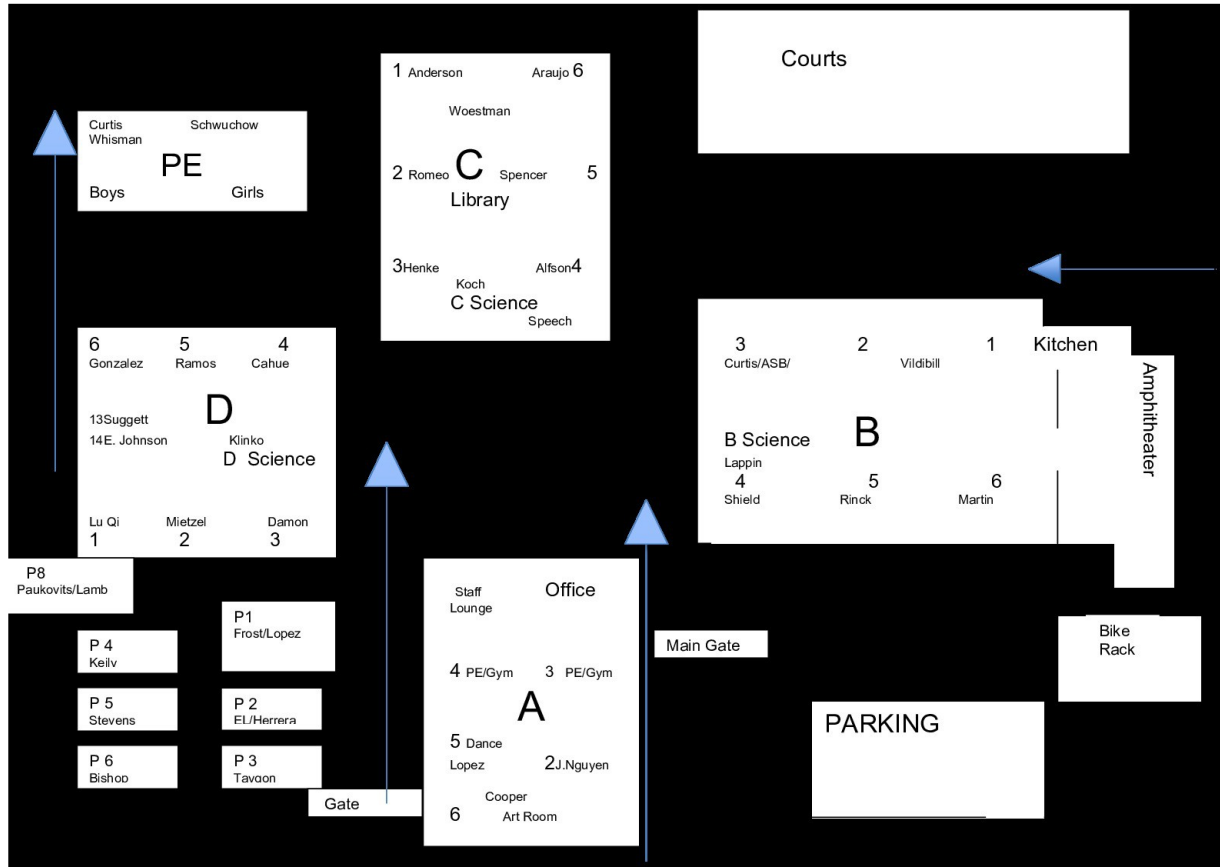 Courts
1 Anderson Araujo 6
Woestman
2 Romeo C Spencer 5
Library
3Henke Alfson4
Koch
C Science
Speech
Curtis Schwuchow
Whisman
PE
Boys Girls
6 5 4
Gonzalez Ramos Cahue
D
13Suggett
14E. Johnson Klinko
D Science
Lu Qi Mietzel Damon
1 2 3
3 2 1 Kitchen
Curtis/ASB/ Vildibill
B Science B
Lappin
4 5 6
Shield Rinck Martin
Amphitheater
P8
Paukovits/Lamb
P1
Frost/Lopez
P 4
Keily
P 5
Stevens
P 2
EL/Herrera
P 6
Bishop
P 3
Taygon
Gate
Staff Office
Lounge
4 PE/Gym 3 PE/Gym
A
5 Dance
Lopez 2J.Nguyen
Cooper
6 Art Room
Main Gate
Bike
Rack
PARKING